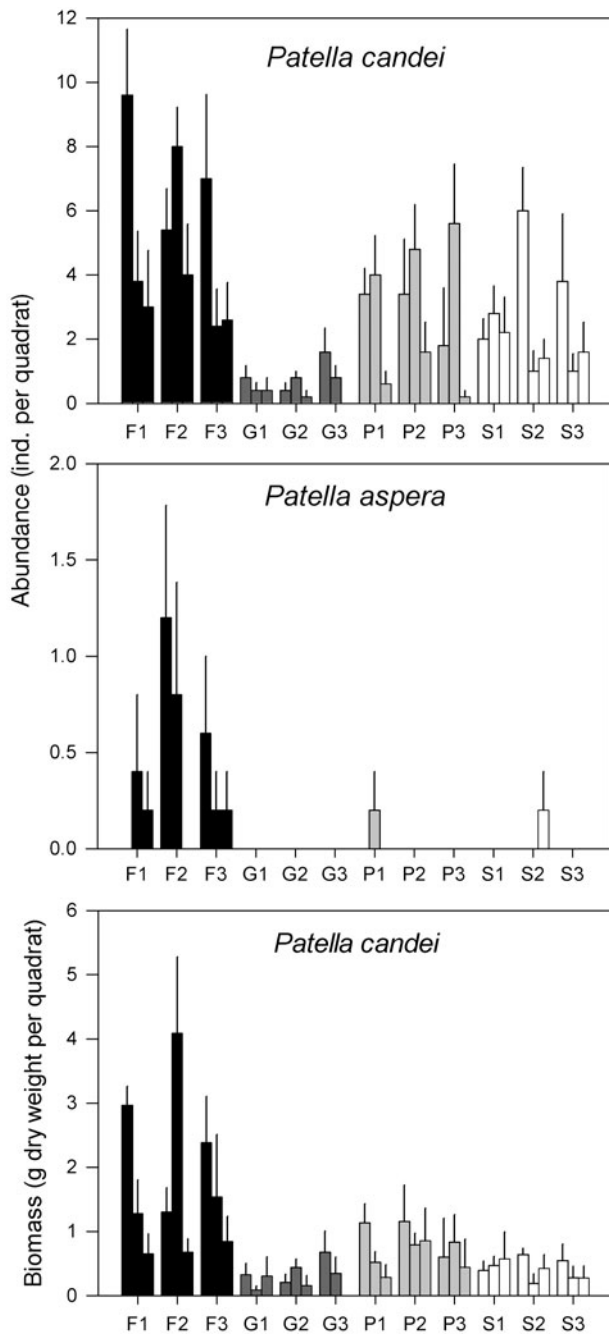 Patella candei
12
10
8
6
4
2
0
F1 F2 F3 G1 G2 G3 P1 P2 P3 S1 S2 S3
Abundance (ind. per quadrat)
Patella aspera
2.0
1.5
1.0
0.5
0.0
F1 F2 F3 G1 G2 G3 P1 P2 P3 S1 S2 S3
Patella candei
6
5
4
3
2
1
0
Biomass (g dry weight per quadrat)
F1 F2 F3 G1 G2 G3 P1 P2 P3 S1 S2 S3